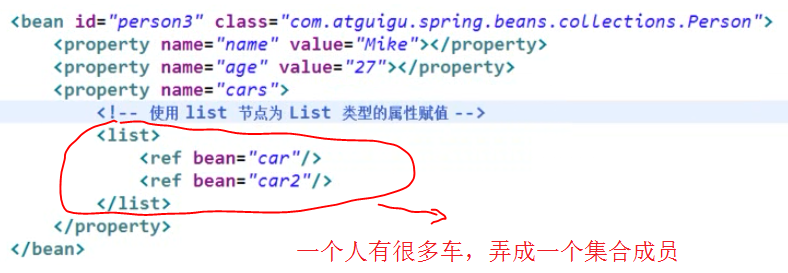 <bean id="person3" class="com.atguigu.spring.beans.collections.Person">
    <property name="name" value="Mike"></property>
    <property name="age" value="27"></property>
    <property name="cars">
        <!-- 使用 list 节点为 List 类型的属性赋值 -->
        <list>
            <ref bean="car"/>
            <ref bean="car2"/>
        </list>
    </property>
</bean>
一个人有很多车，弄成一个集合成员